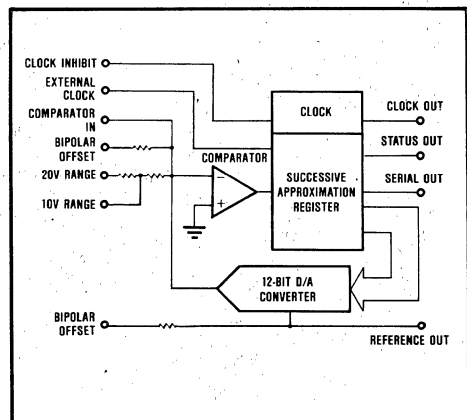 CLOCK INHIBIT
EXTERNAL
CLOCK
COMPARATOR
IN
BIPOLAR
OFFSET
20V RANGE
10V RANGE
COMPARATOR
−
+
CLOCK
SUCCESSIVE
APPROXIMATION
REGISTER
CLOCK OUT
STATUS OUT
SERIAL OUT
12-BIT D/A
CONVERTER
BIPOLAR
OFFSET
REFERENCE OUT